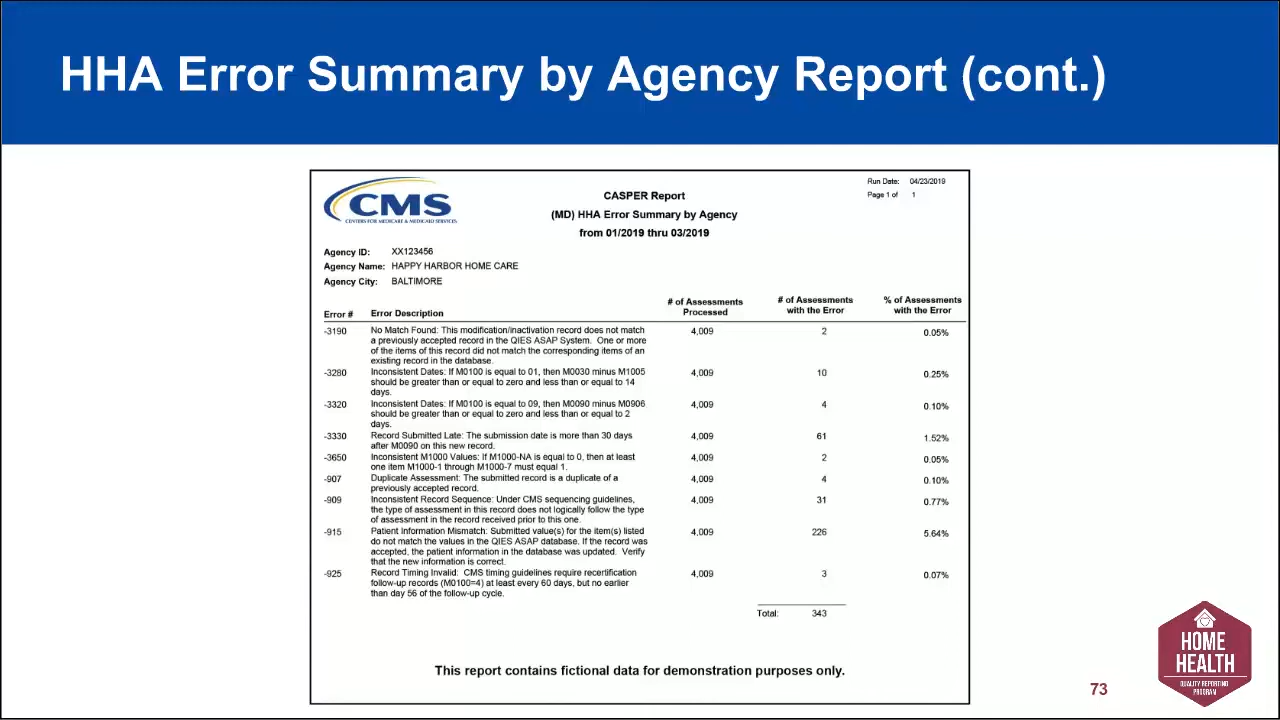 HHA Error Summary by Agency Report (cont.)
CMS
CENTERS FOR MEDICARE & MEDICAID SERVICES
CASPER Report
(MD) HHA Error Summary by Agency
from 01/2019 thru 03/2019
Run Date: 04/23/2019
Page 1 of 1
Agency ID: XX123456
Agency Name: HAPPY HARBOR HOME CARE
Agency City: BALTIMORE
# of Assessments # of Assessments % of Assessments
Error # Error Description Processed with the Error with the Error
-3190 No Match Found: This modification/inactivation record does not match 4,009 2 0.05%
a previously accepted record in the QIES ASAP System. One or more
of the items of this record did not match the corresponding items of an
existing record in the database.
-3280 Inconsistent Dates: If M0100 is equal to 01, then M0030 minus M1005 4,009 10 0.25%
should be greater than or equal to zero and less than or equal to 14
days.
-3320 Inconsistent Dates: If M0100 is equal to 09, then M0090 minus M0906 4,009 4 0.10%
should be greater than or equal to zero and less than or equal to 2
days.
-3330 Record Submitted Late: The submission date is more than 30 days 4,009 61 1.52%
after M0090 on this new record.
-3650 Inconsistent M1000 Values: If M1000-NA is equal to 0, then at least 4,009 2 0.05%
one item M1000-1 through M1000-7 must equal 1.
-907 Duplicate Assessment: The submitted record is a duplicate of a 4,009 4 0.10%
previously accepted record.
-909 Inconsistent Record Sequence: Under CMS sequencing guidelines, 4,009 31 0.77%
the type of assessment in this record does not logically follow the type
of assessment in the record received prior to this one.
-915 Patient Information Mismatch: Submitted value(s) for the item(s) listed 4,009 226 5.64%
do not match the values in the QIES ASAP database. If the record was
accepted, the patient information in the database was updated. Verify
that the new information is correct.
-925 Record Timing Invalid: CMS timing guidelines require recertification 4,009 3 0.07%
follow-up records (M0100=4) at least every 60 days, but no earlier
than day 56 of the follow-up cycle.
Total: 343
This report contains fictional data for demonstration purposes only.
73
HOME
HEALTH
QUALITY REPORTING
PROGRAM